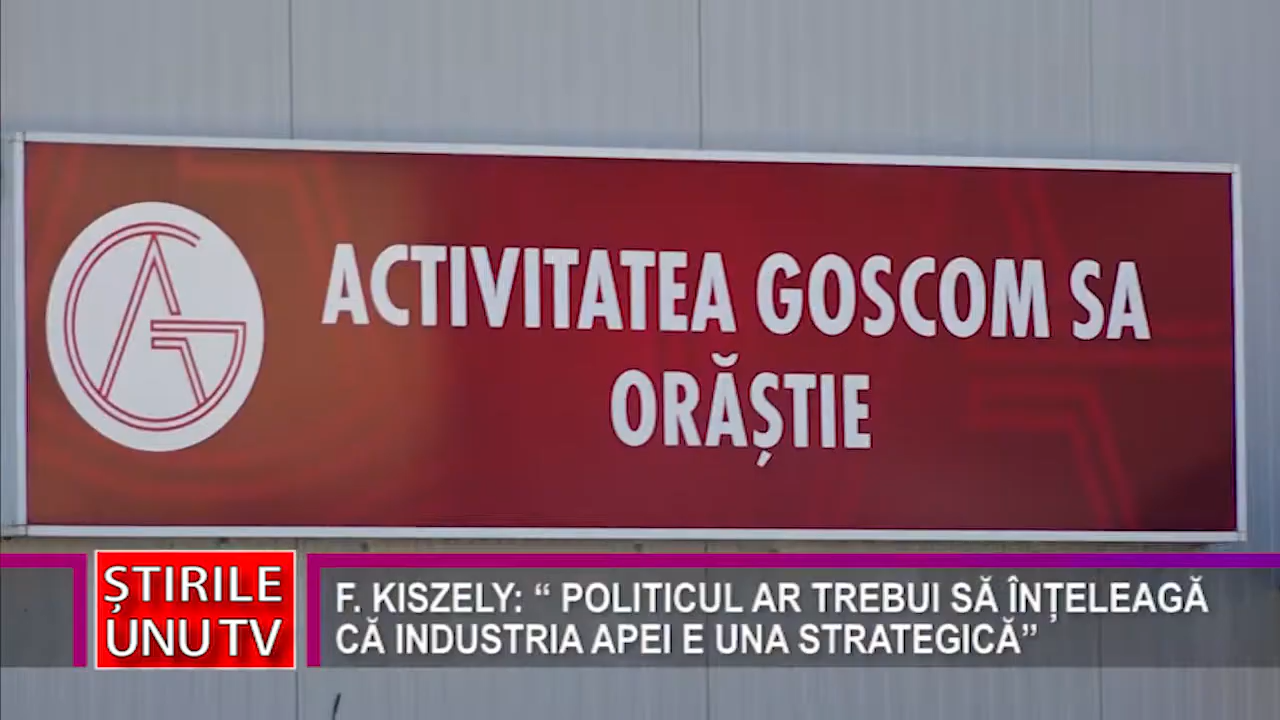 ACTIVITATEA GOSCOM SA
ORĂȘTIE
ȘTIRILE
UNU TV
F. KISZELY: “ POLITICUL AR TREBUI SĂ ÎNȚELEAGĂ
CĂ INDUSTRIA APEI E UNA STRATEGICĂ”